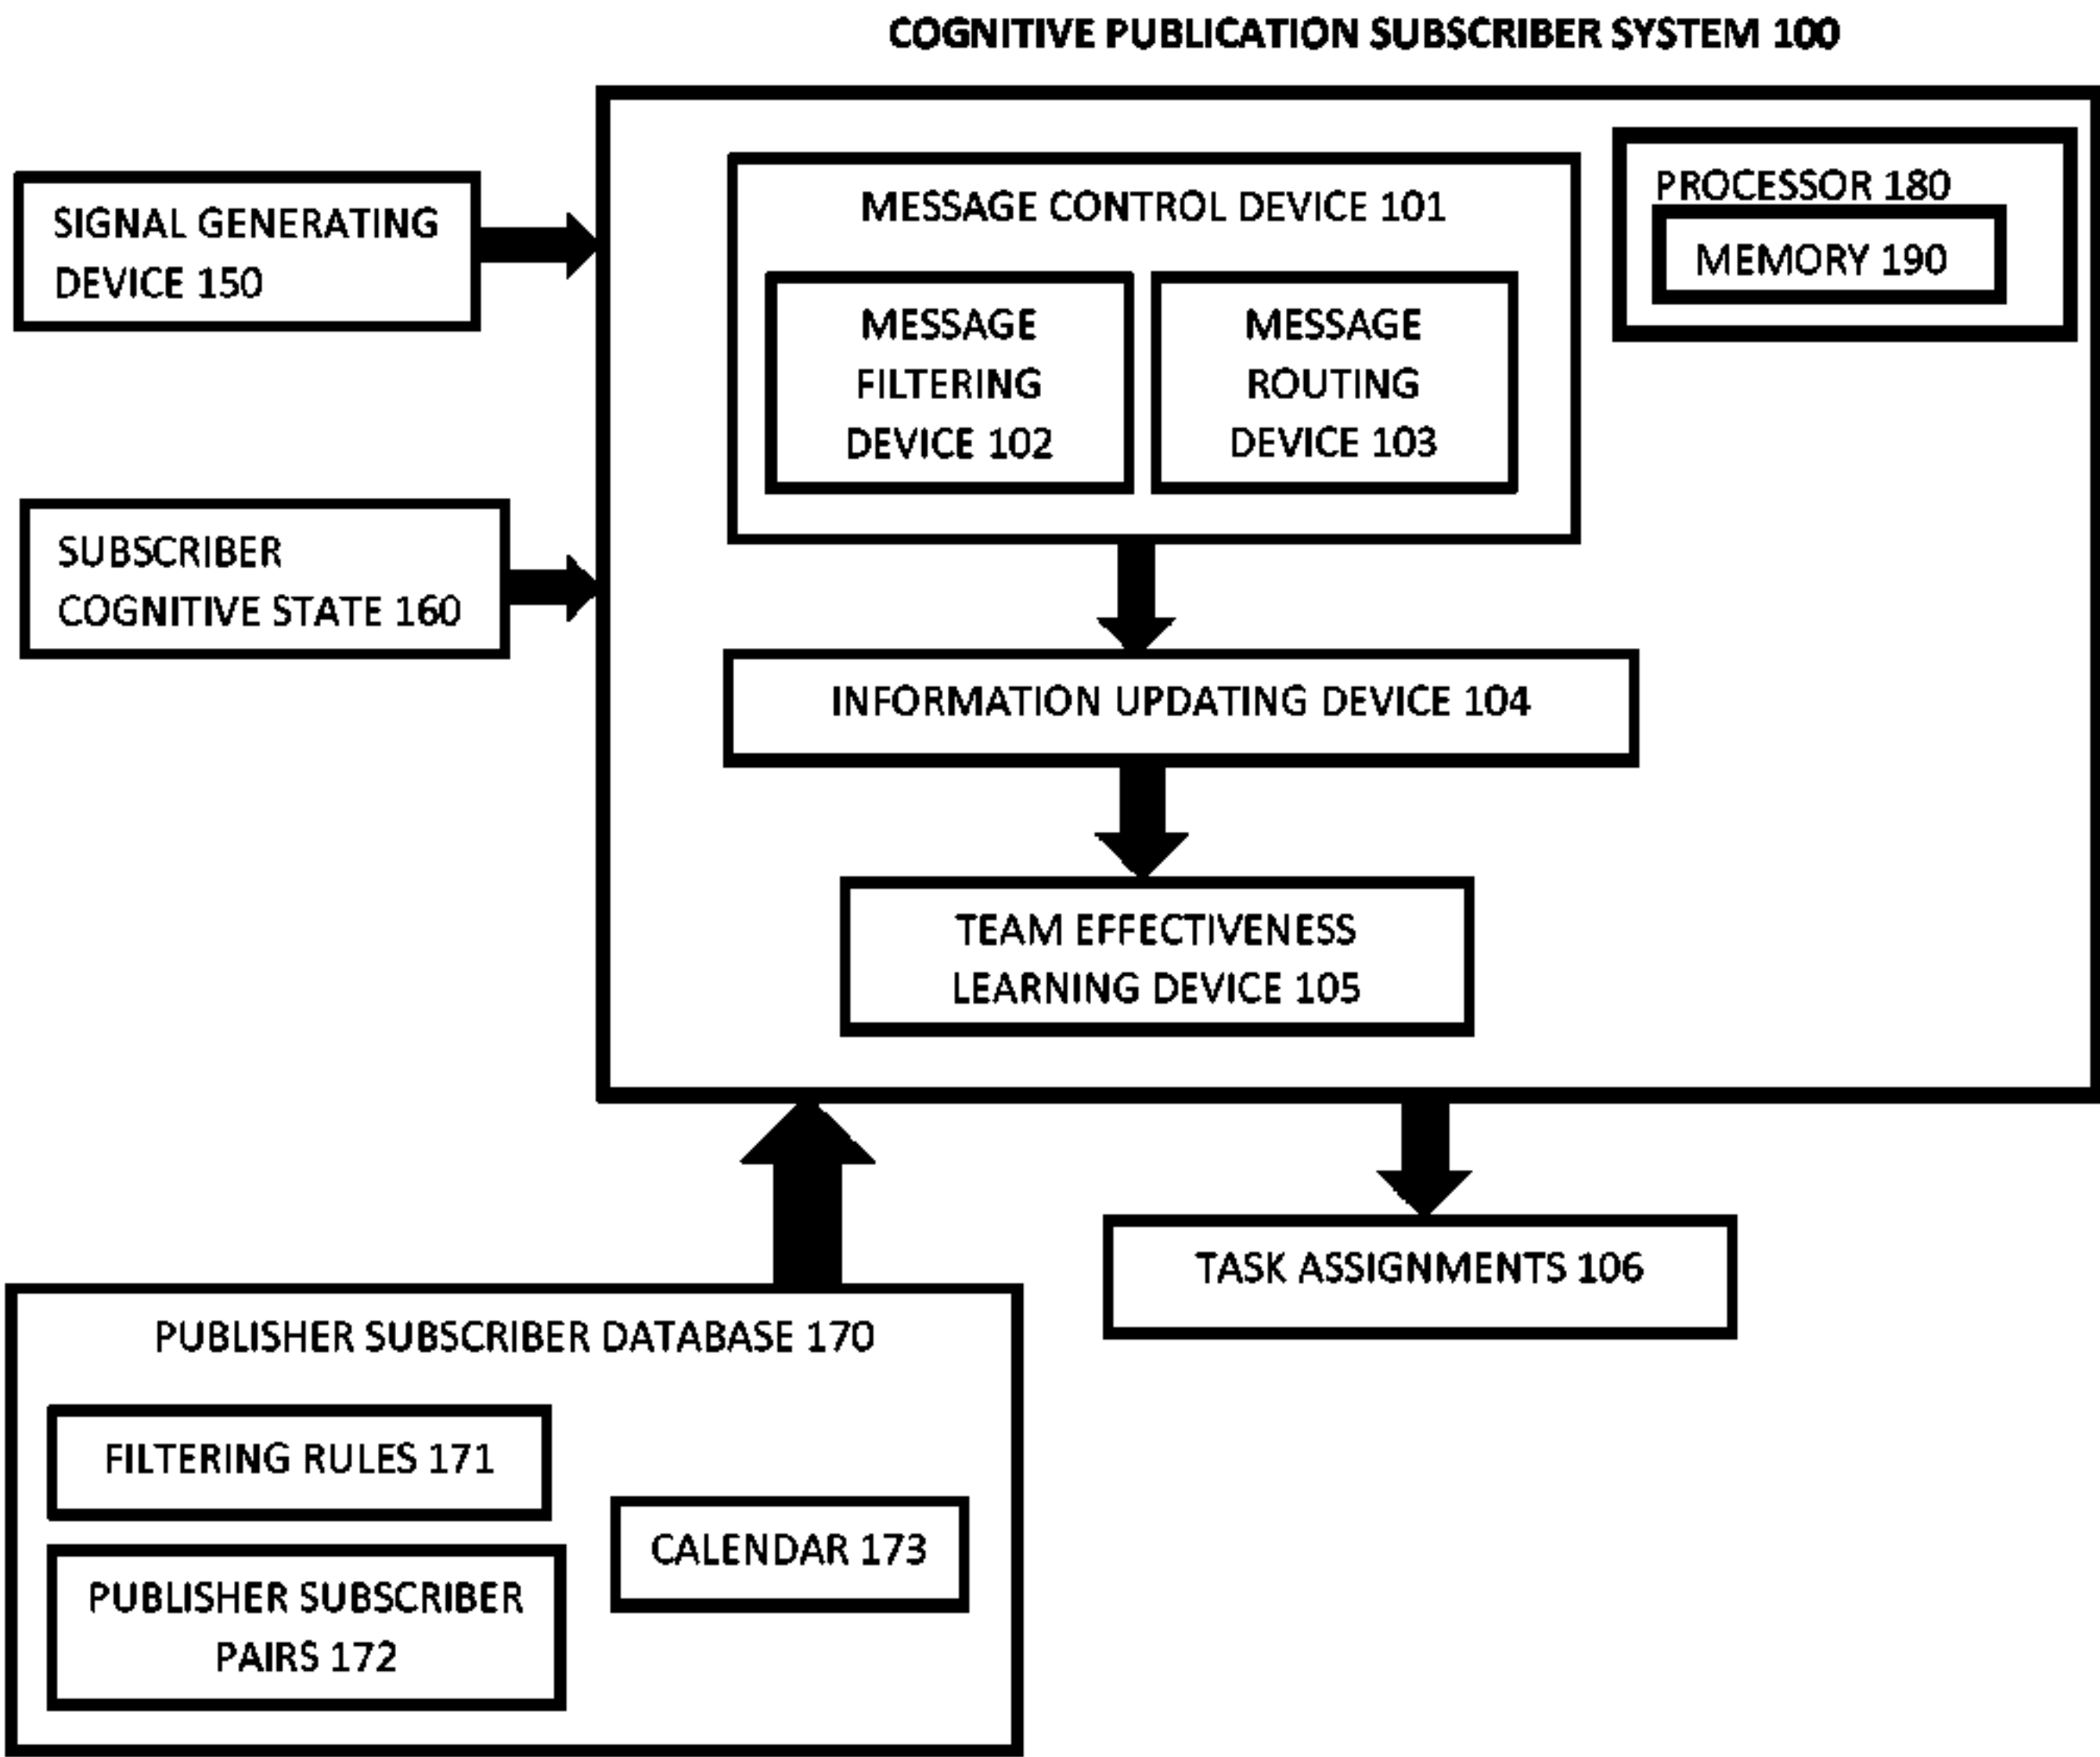 COGNITIVE PUBLICATION SUBSCRIBER SYSTEM 100
SIGNAL GENERATING
DEVICE 150
SUBSCRIBER
COGNITIVE STATE 160
MESSAGE CONTROL DEVICE 101
MESSAGE
FILTERING
DEVICE 102
MESSAGE
ROUTING
DEVICE 103
PROCESSOR 180
MEMORY 190
INFORMATION UPDATING DEVICE 104
TEAM EFFECTIVENESS
LEARNING DEVICE 105
TASK ASSIGNMENTS 106
PUBLISHER SUBSCRIBER DATABASE 170
FILTERING RULES 171
PUBLISHER SUBSCRIBER
PAIRS 172
CALENDAR 173